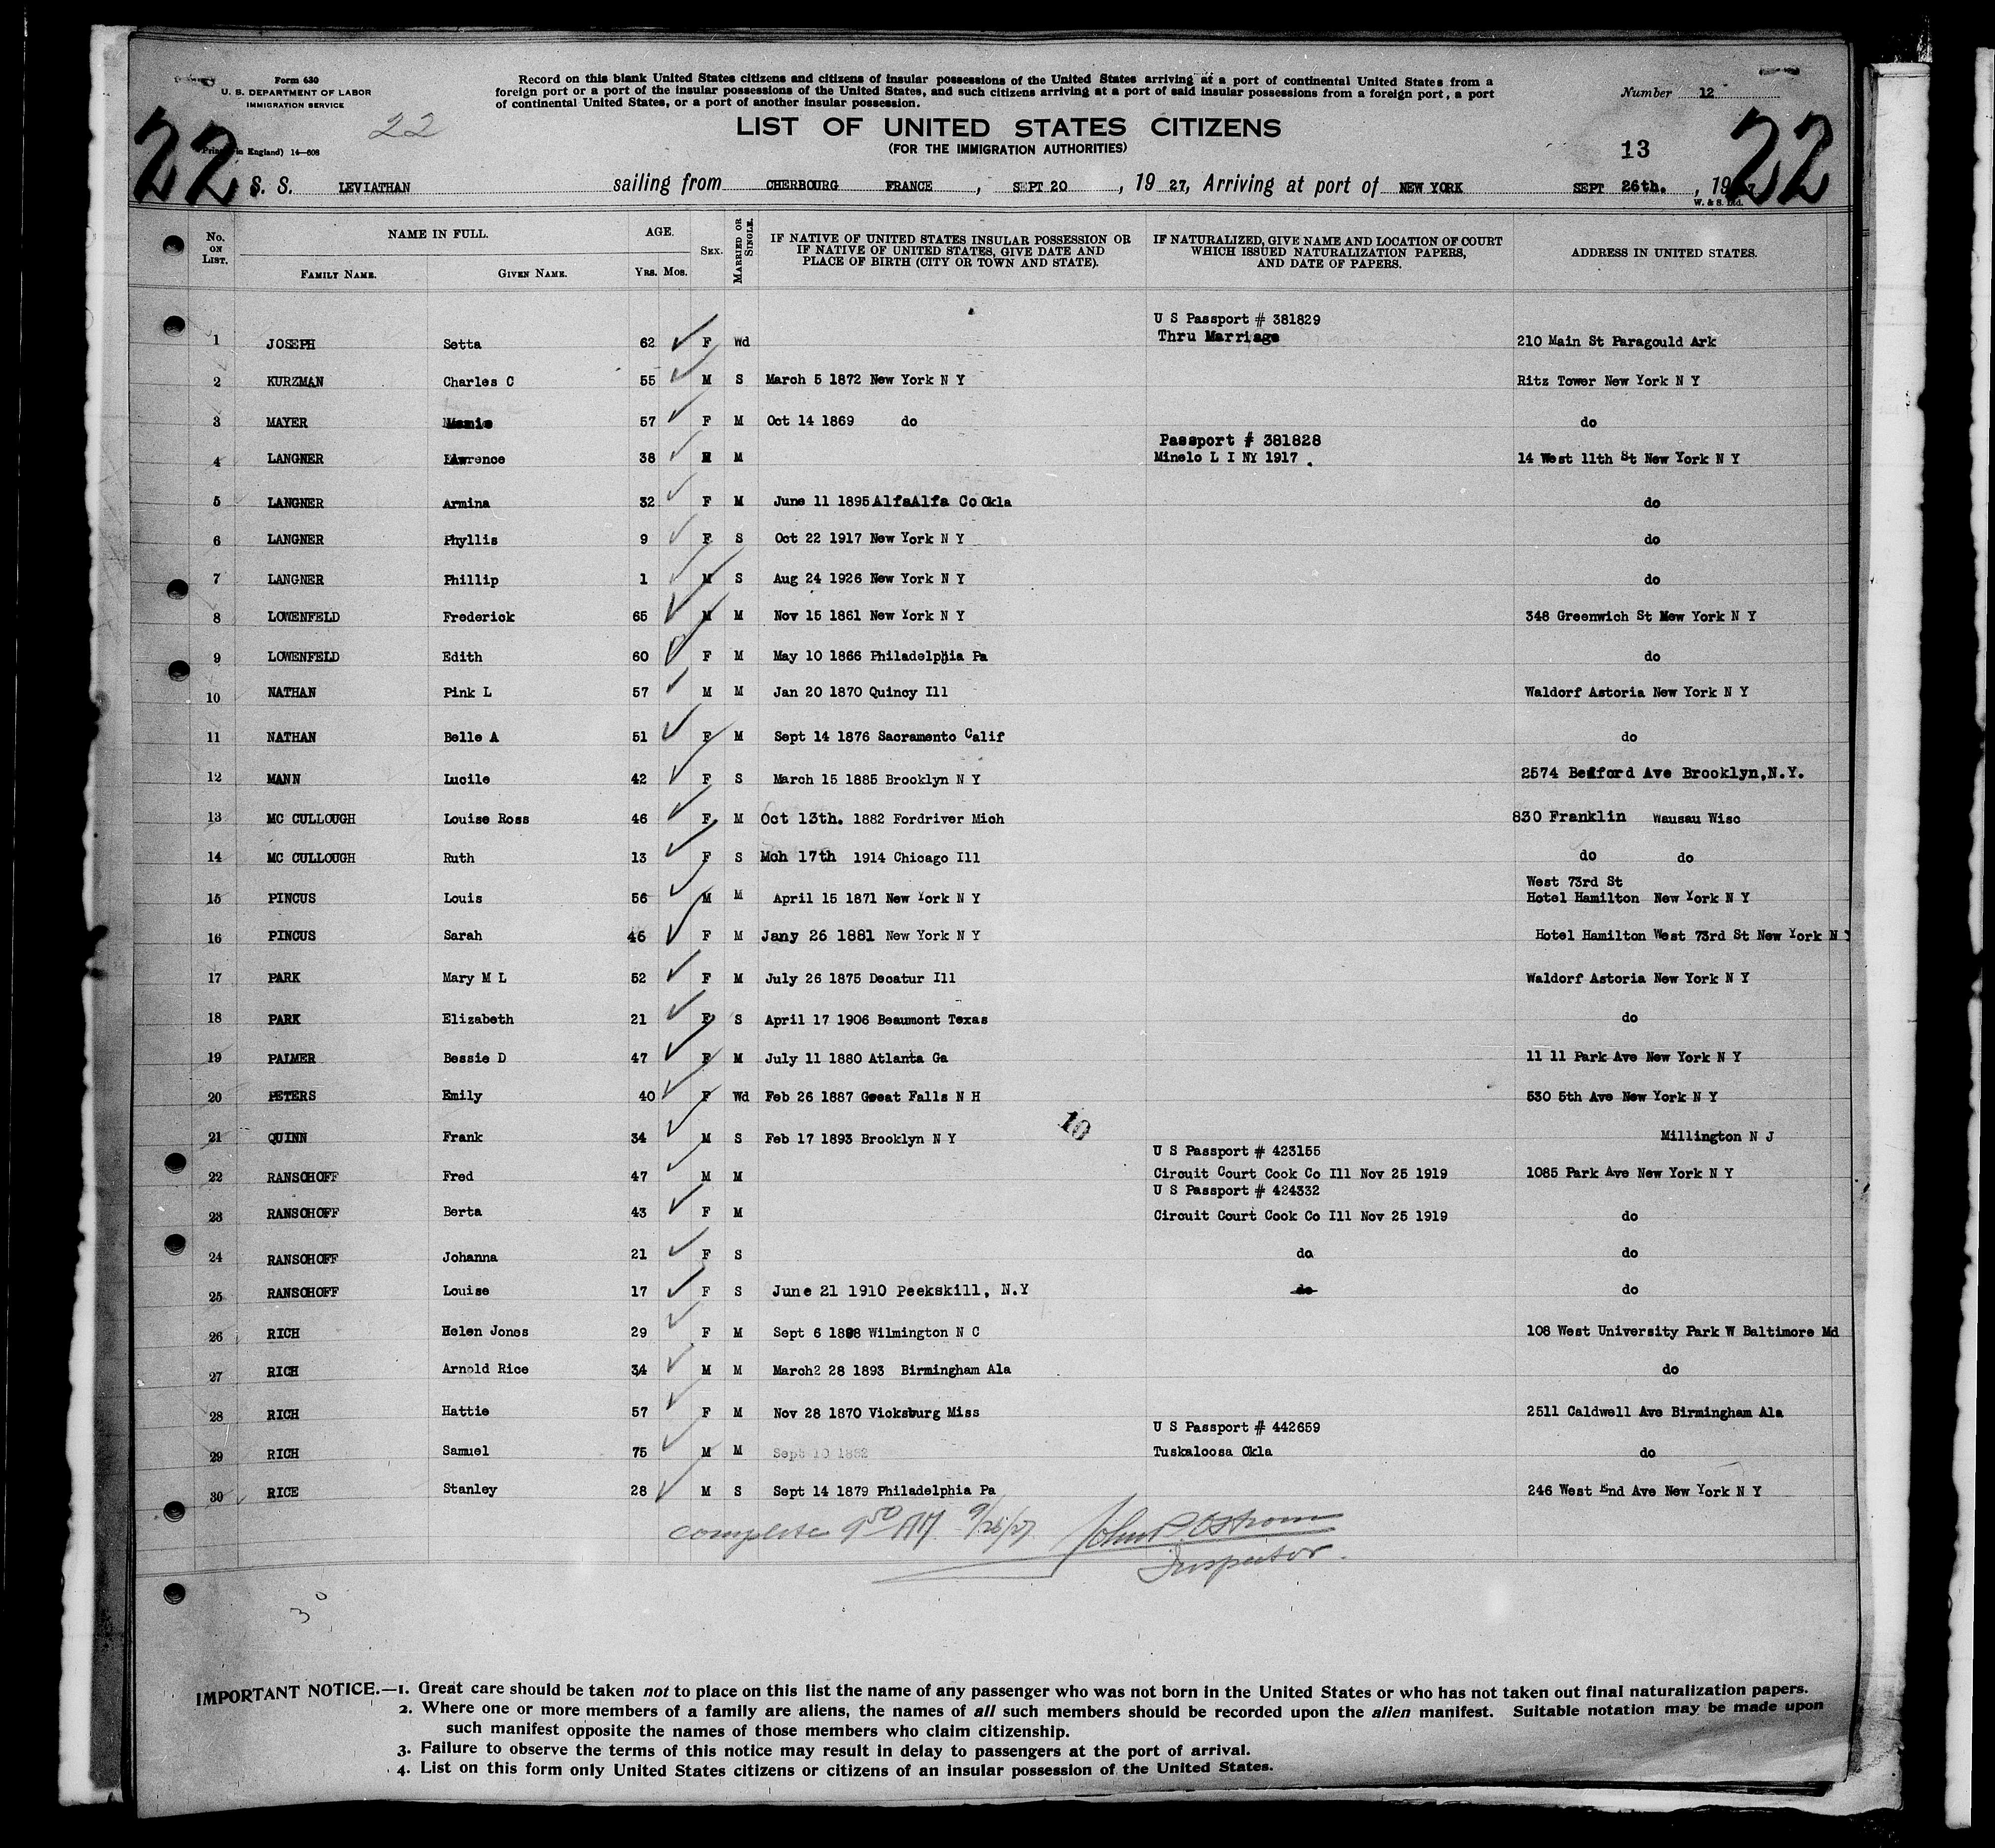 Form 630
U. S. DEPARTMENT OF LABOR
IMMIGRATION SERVICE
22
in England) 14—608
Record on this blank United States citizens and citizens of insular possessions of the United States arriving at a port of continental United States from a
foreign port or a port of the insular possessions of the United States, and such citizens arriving at a port of said insular possessions from a foreign port, a port
of continental United States, or a port of another insular possession.
Number 12
LIST OF UNITED STATES CITIZENS
(FOR THE IMMIGRATION AUTHORITIES)
13
22
22
S. S. LEVIATHAN sailing from CHERBOURG FRANCE, SEPT 20, 19 27, Arriving at port of NEW YORK SEPT 26th., 19
W. & S. Ltd.
No. ON LIST.
NAME IN FULL.
FAMILY NAME. GIVEN NAME.
AGE.
YRS. MOS.
SEX.
MARRIED OR SINGLE.
IF NATIVE OF UNITED STATES INSULAR POSSESSION OR
IF NATIVE OF UNITED STATES, GIVE DATE AND
PLACE OF BIRTH (CITY OR TOWN AND STATE).
IF NATURALIZED, GIVE NAME AND LOCATION OF COURT
WHICH ISSUED NATURALIZATION PAPERS,
AND DATE OF PAPERS.
ADDRESS IN UNITED STATES.
U S Passport # 381829
1 JOSEPH Setta 62 F Wd Thru Marriage 210 Main St Paragould Ark
2 KURZMAN Charles C 55 M S March 5 1872 New York N Y Ritz Tower New York N Y
3 MAYER Mamie 57 F M Oct 14 1869 do do
Passport # 381828
4 LANGNER Lawrence 38 M M Minelo L I NY 1917 . 14 West 11th St New York N Y
5 LANGNER Armina 32 F M June 11 1895 AlfaAlfa Co Okla do
6 LANGNER Phyllis 9 F S Oct 22 1917 New York N Y do
7 LANGNER Phillip 1 M S Aug 24 1926 New York N Y do
8 LOWENFELD Frederick 65 M M Nov 15 1861 New York N Y 348 Greenwich St New York N Y
9 LOWENFELD Edith 60 F M May 10 1866 Philadelphia Pa do
10 NATHAN Pink L 57 M M Jan 20 1870 Quincy Ill Waldorf Astoria New York N Y
11 NATHAN Belle A 51 F M Sept 14 1876 Sacramento Calif do
12 MANN Lucile 42 F S March 15 1885 Brooklyn N Y 2574 Bedford Ave Brooklyn,N.Y.
13 MC CULLOUGH Louise Ross 46 F M Oct 13th. 1882 Fordriver Mich 830 Franklin Wausau Wisc
14 MC CULLOUGH Ruth 13 F S Mch 17th 1914 Chicago Ill do do
West 73rd St
15 PINCUS Louis 56 M M April 15 1871 New York N Y Hotel Hamilton New York N Y
16 PINCUS Sarah 46 F M Jany 26 1881 New York N Y Hotel Hamilton West 73rd St New York N Y
17 PARK Mary M L 52 F M July 26 1875 Decatur Ill Waldorf Astoria New York N Y
18 PARK Elizabeth 21 F S April 17 1906 Beaumont Texas do
19 PALMER Bessie D 47 F M July 11 1880 Atlanta Ga 11 11 Park Ave New York N Y
20 PETERS Emily 40 F Wd Feb 26 1887 Great Falls N H 530 5th Ave New York N Y
10
21 QUINN Frank 34 M S Feb 17 1893 Brooklyn N Y Millington N J
U S Passport # 423155
22 RANSCHOFF Fred 47 M M Circuit Court Cook Co Ill Nov 25 1919 1085 Park Ave New York N Y
U S Passport # 424332
23 RANSCHOFF Berta 43 F M Circuit Court Cook Co Ill Nov 25 1919 do
24 RANSCHOFF Johanna 21 F S do do
25 RANSCHOFF Louise 17 F S June 21 1910 Peekskill, N.Y do do
26 RICH Helen Jones 29 F M Sept 6 1898 Wilmington N C 108 West University Park W Baltimore Md
27 RICH Arnold Rice 34 M M March2 28 1893 Birmingham Ala do
28 RICH Hattie 57 F M Nov 28 1870 Vicksburg Miss 2511 Caldwell Ave Birmingham Ala
U S Passport # 442659
29 RICH Samuel 75 M M Sept 10 1852 Tuskaloosa Okla do
30 RICE Stanley 28 M S Sept 14 1879 Philadelphia Pa 246 West End Ave New York N Y
complete 9 50 AM 9/26/27 John P. Ostrom
Inspector.
30
IMPORTANT NOTICE.—1. Great care should be taken not to place on this list the name of any passenger who was not born in the United States or who has not taken out final naturalization papers.
2. Where one or more members of a family are aliens, the names of all such members should be recorded upon the alien manifest. Suitable notation may be made upon
such manifest opposite the names of those members who claim citizenship.
3. Failure to observe the terms of this notice may result in delay to passengers at the port of arrival.
4. List on this form only United States citizens or citizens of an insular possession of the United States.